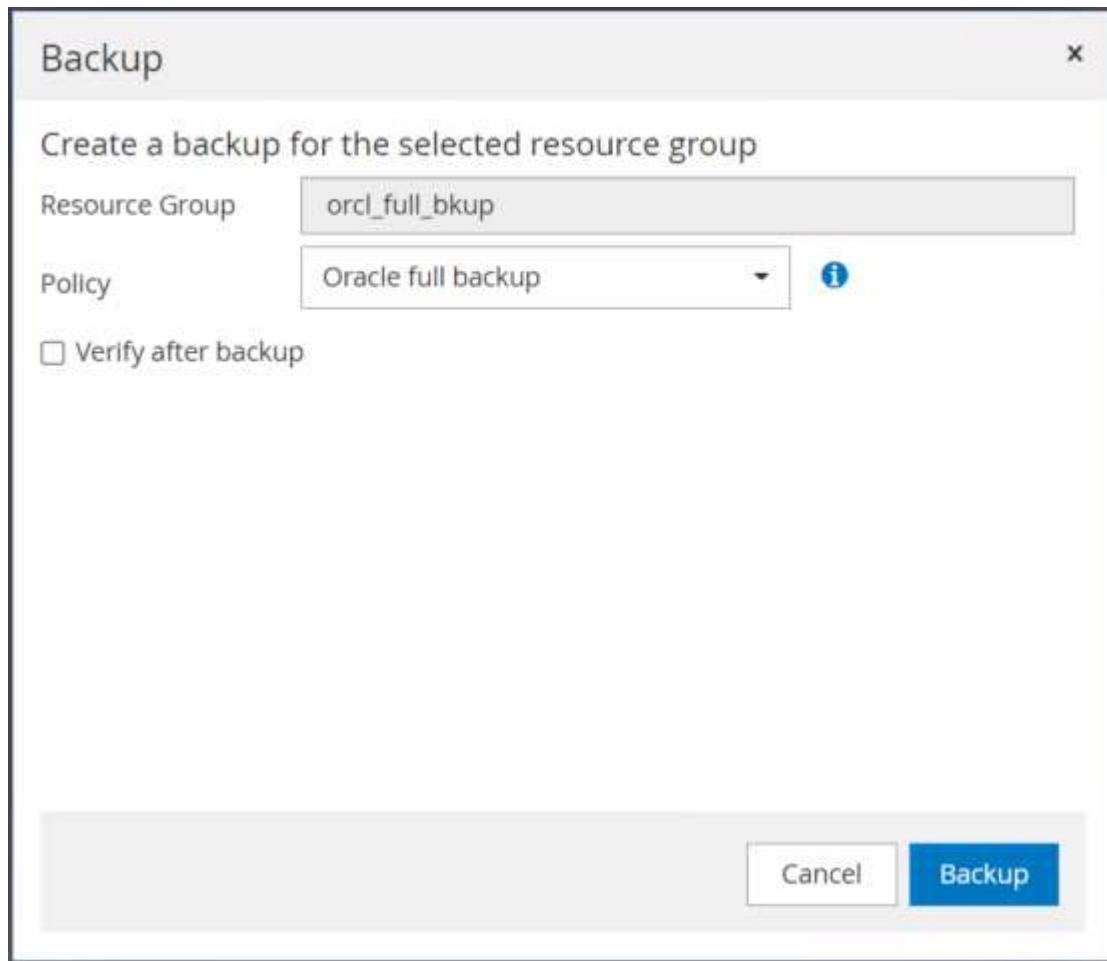 Backup
×
Create a backup for the selected resource group
Resource Group orcl_full_bkup
Policy Oracle full backup
Verify after backup
Cancel Backup